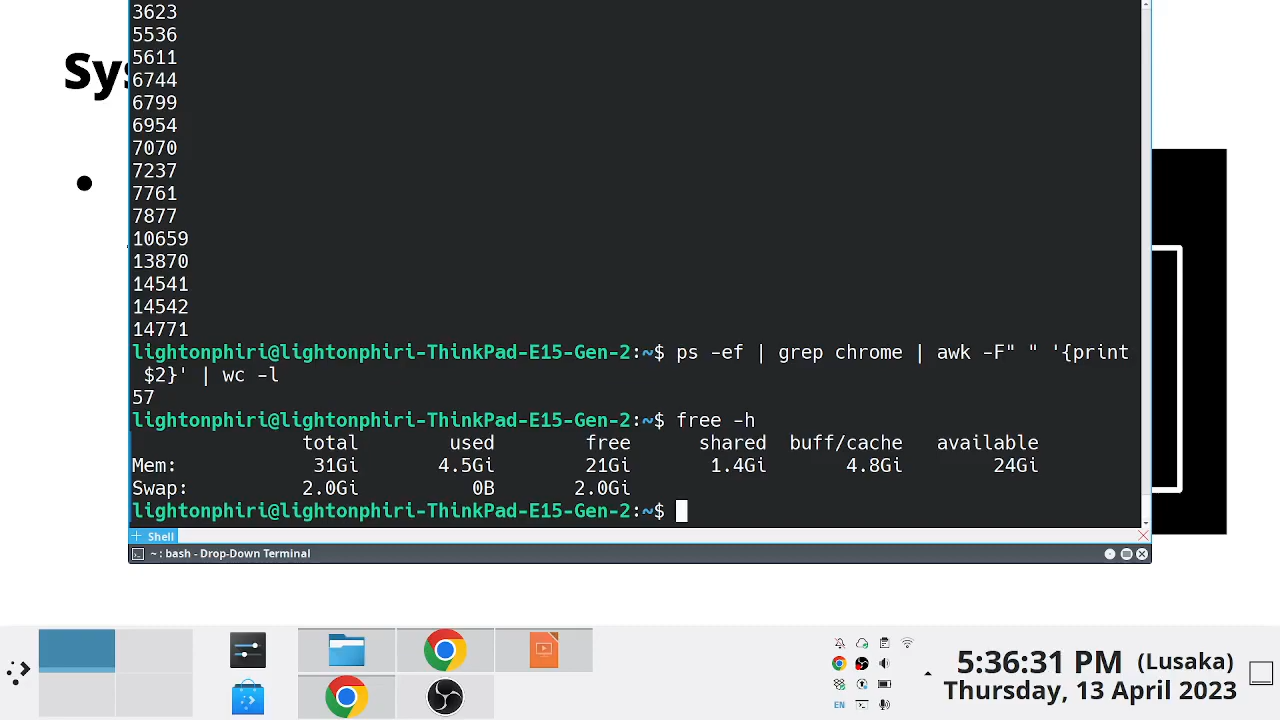 Sys
3623
5536
5611
6744
6799
6954
7070
7237
7761
7877
10659
13870
14541
14542
14771
lightonphiri@lightonphiri-ThinkPad-E15-Gen-2:~$ ps -ef | grep chrome | awk -F" " '{print
$2}' | wc -l
57
lightonphiri@lightonphiri-ThinkPad-E15-Gen-2:~$ free -h
total used free shared buff/cache available
Mem: 31Gi 4.5Gi 21Gi 1.4Gi 4.8Gi 24Gi
Swap: 2.0Gi 0B 2.0Gi
lightonphiri@lightonphiri-ThinkPad-E15-Gen-2:~$
Shell
~ : bash - Drop-Down Terminal
EN
5:36:31 PM (Lusaka)
Thursday, 13 April 2023